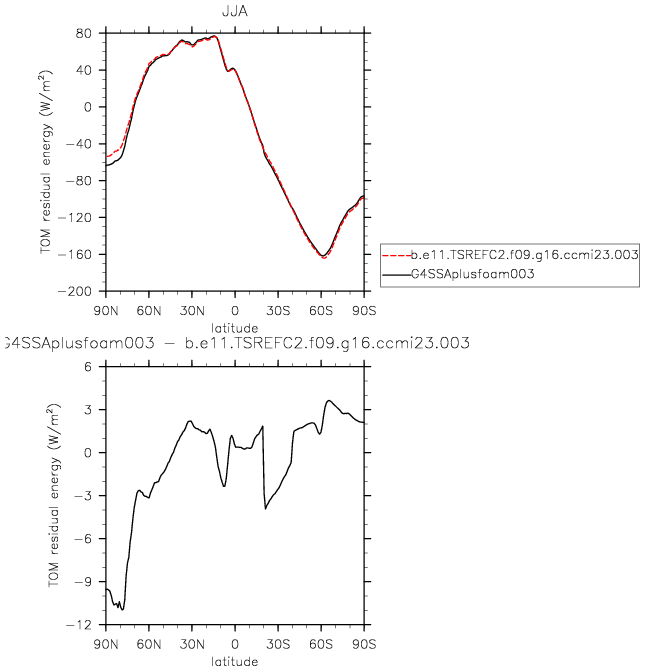 JJA
TOM residual energy (W/m²)
80
40
0
−40
−80
−120
−160
−200
90N 60N 30N 0 30S 60S 90S
latitude
b.e11.TSREFC2.f09.g16.ccmi23.003
G4SSAplusfoam003
G4SSAplusfoam003 − b.e11.TSREFC2.f09.g16.ccmi23.003
TOM residual energy (W/m²)
6
3
0
−3
−6
−9
−12
90N 60N 30N 0 30S 60S 90S
latitude